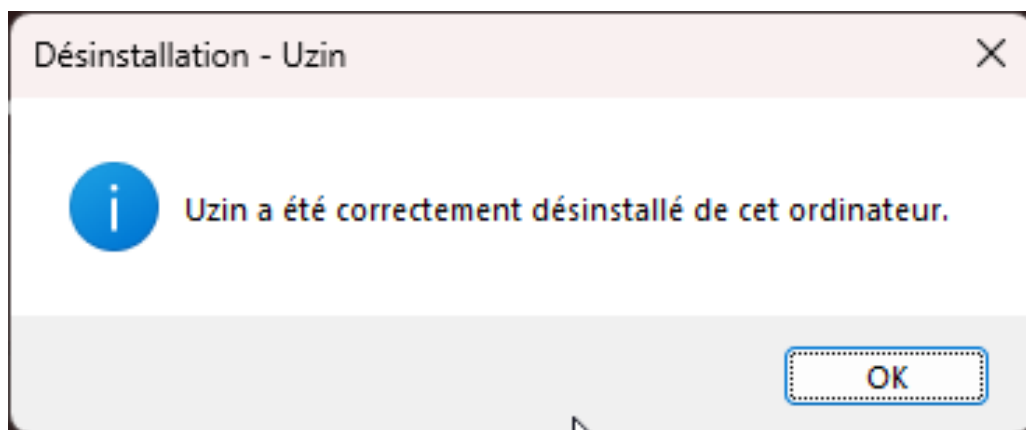 Désinstallation - Uzin
Uzin a été correctement désinstallé de cet ordinateur.
OK